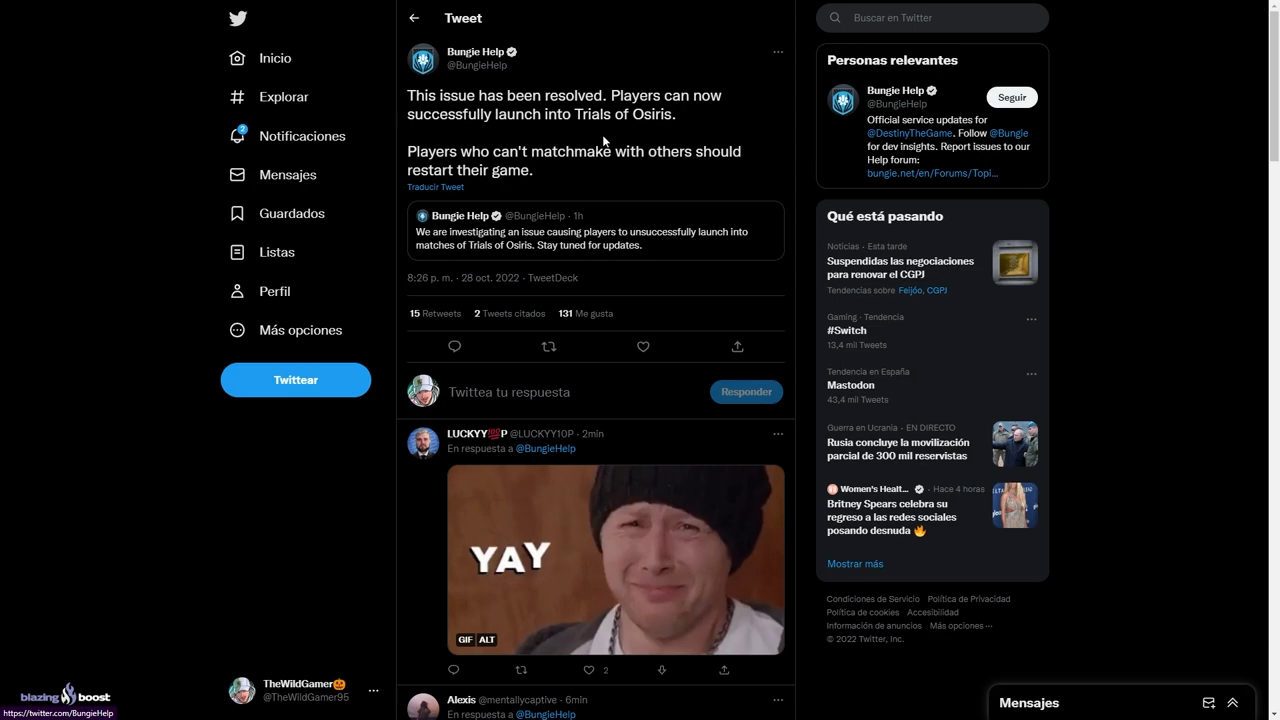 Inicio
Explorar
2
Notificaciones
Mensajes
Guardados
Listas
Perfil
Más opciones
Twittear
TheWildGamer🎃
@TheWildGamer95
blazing boost
https://twitter.com/BungieHelp
Tweet
Bungie Help
@BungieHelp
This issue has been resolved. Players can now
successfully launch into Trials of Osiris.
Players who can't matchmake with others should
restart their game.
Traducir Tweet
Bungie Help @BungieHelp · 1h
We are investigating an issue causing players to unsuccessfully launch into
matches of Trials of Osiris. Stay tuned for updates.
8:26 p. m. · 28 oct. 2022 · TweetDeck
15 Retweets 2 Tweets citados 131 Me gusta
Twittea tu respuesta
Responder
LUCKYY💯P @LUCKYY10P · 2min
En respuesta a @BungieHelp
YAY
GIF ALT
2
Alexis @mentallycaptive · 6min
En respuesta a @BungieHelp
Buscar en Twitter
Personas relevantes
Bungie Help
@BungieHelp
Seguir
Official service updates for
@DestinyTheGame. Follow @Bungie
for dev insights. Report issues to our
Help forum:
bungie.net/en/Forums/Topi...
Qué está pasando
Noticias · Esta tarde
Suspendidas las negociaciones
para renovar el CGPJ
Tendencias sobre Feijóo, CGPJ
Gaming · Tendencia
#Switch
13,4 mil Tweets
Tendencia en España
Mastodon
43,4 mil Tweets
Guerra en Ucrania · EN DIRECTO
Rusia concluye la movilización
parcial de 300 mil reservistas
Women's Healt... · Hace 4 horas
Britney Spears celebra su
regreso a las redes sociales
posando desnuda 🔥
Mostrar más
Condiciones de Servicio Política de Privacidad
Política de cookies Accesibilidad
Información de anuncios Más opciones ···
© 2022 Twitter, Inc.
Mensajes